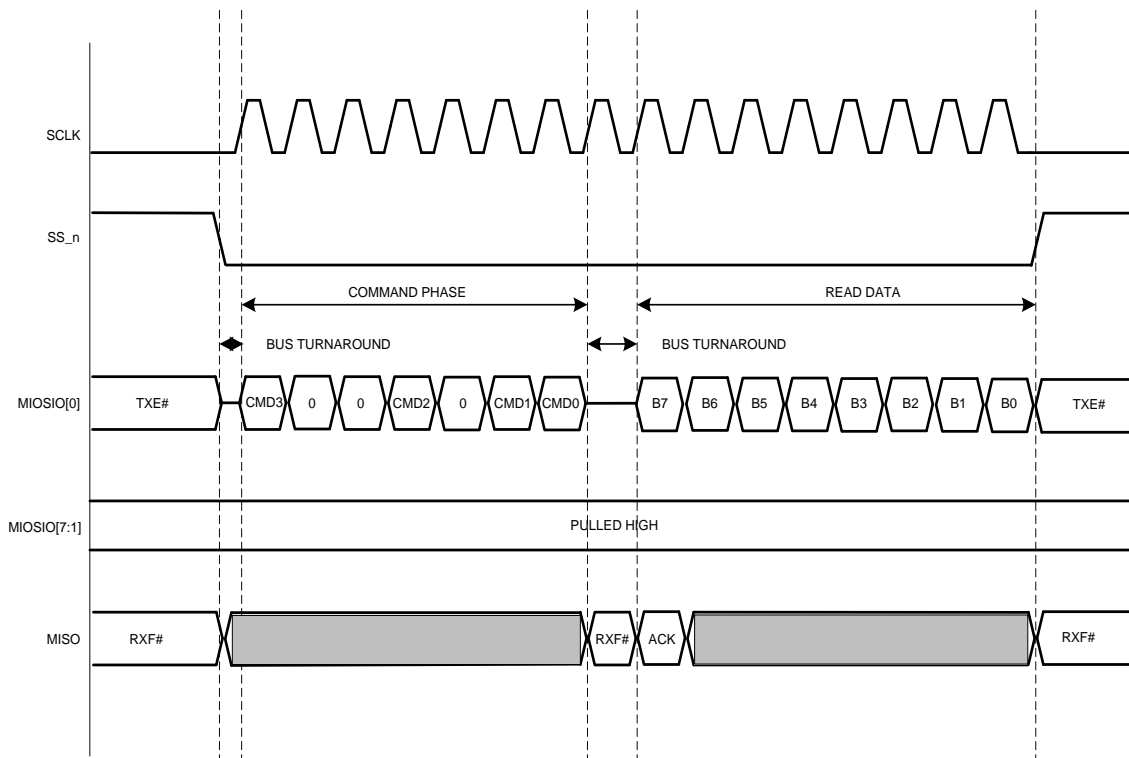 SCLK
SS_n
COMMAND PHASE READ DATA
BUS TURNAROUND BUS TURNAROUND
MIOSIO[0] TXE# CMD3 0 0 CMD2 0 CMD1 CMD0 B7 B6 B5 B4 B3 B2 B1 B0 TXE#
MIOSIO[7:1] PULLED HIGH
MISO RXF# RXF# ACK RXF#